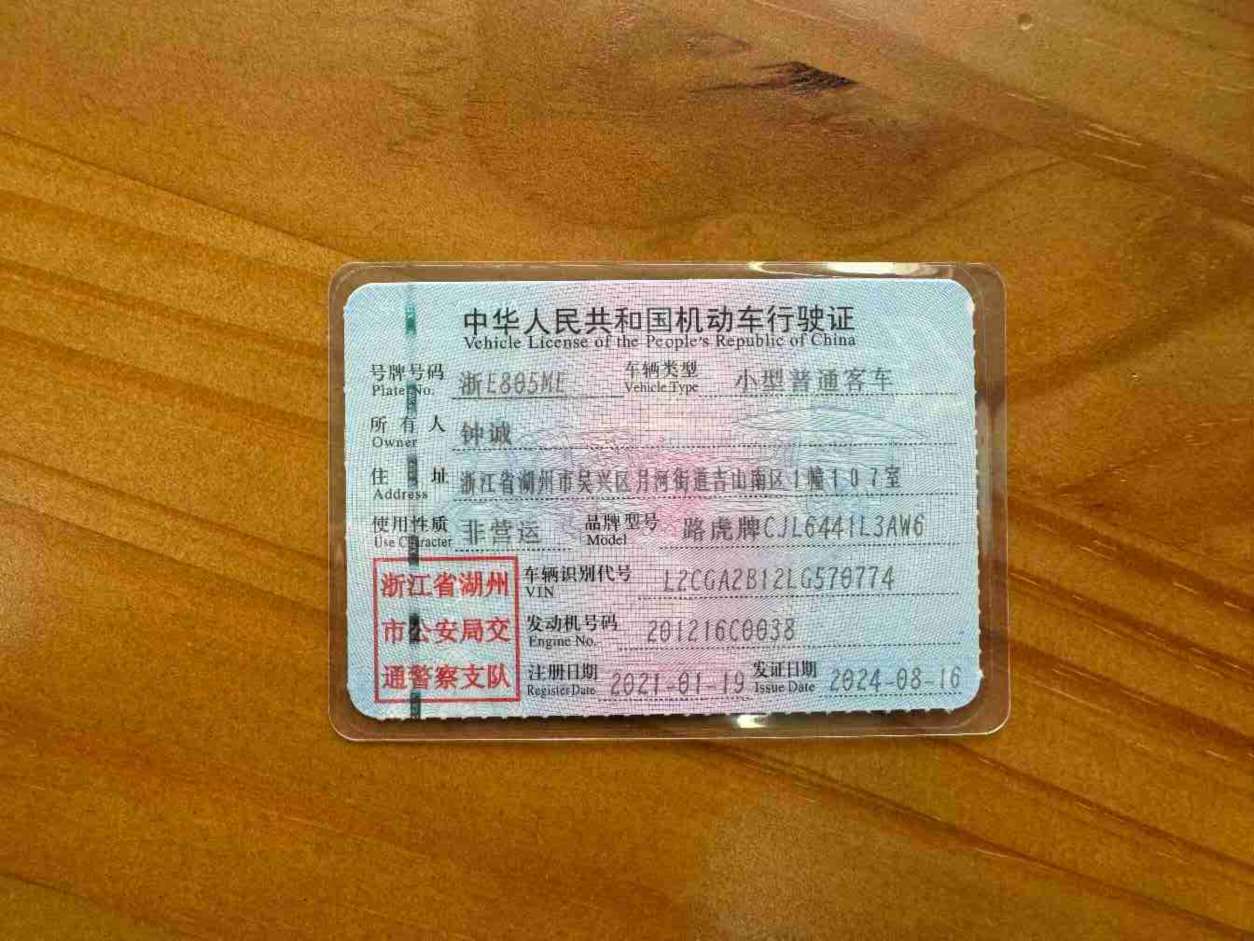 中华人民共和国机动车行驶证
Vehicle License of the People's Republic of China
号牌号码 浙E805ME 车辆类型 小型普通客车
Plate No. Vehicle Type
所有人 钟诚
Owner
住址 浙江省湖州市吴兴区月河街道吉山南区1幢107室
Address
使用性质 非营运 品牌型号 路虎牌CJL6441L3AW6
Use Character Model
浙江省湖州 车辆识别代号 L2CGA2B12LG570774
VIN
市公安局交 发动机号码 201216C0038
Engine No.
通警察支队 注册日期 2021-01-19 发证日期 2024-08-16
Register Date Issue Date